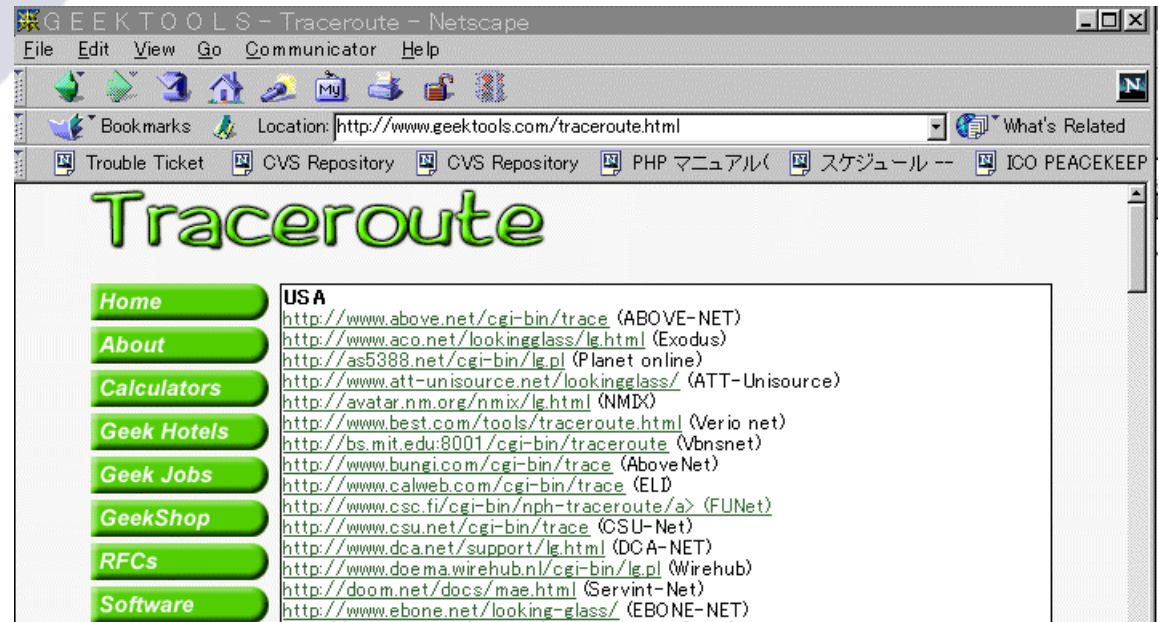 G E E K T O O L S - Traceroute - Netscape
File Edit View Go Communicator Help
My N
Bookmarks Location: http://www.geektools.com/traceroute.html What's Related
Trouble Ticket CVS Repository CVS Repository PHP マニュアル( スケジュール -- ICO PEACEKEEP
Traceroute
Home
About
Calculators
Geek Hotels
Geek Jobs
GeekShop
RFCs
Software
USA
http://www.above.net/cgi-bin/trace (ABOVE-NET)
http://www.aco.net/lookingglass/lg.html (Exodus)
http://as5388.net/cgi-bin/lg.pl (Planet online)
http://www.att-unisource.net/lookingglass/ (ATT-Unisource)
http://avatar.nm.org/nmix/lg.html (NMIX)
http://www.best.com/tools/traceroute.html (Verio net)
http://bs.mit.edu:8001/cgi-bin/traceroute (Vbnsnet)
http://www.bungi.com/cgi-bin/trace (AboveNet)
http://www.calweb.com/cgi-bin/trace (ELI)
http://www.csc.fi/cgi-bin/nph-traceroute/a> (FUNet)
http://www.csu.net/cgi-bin/trace (CSU-Net)
http://www.dca.net/support/lg.html (DCA-NET)
http://www.doema.wirehub.nl/cgi-bin/lg.pl (Wirehub)
http://doom.net/docs/mae.html (Servint-Net)
http://www.ebone.net/looking-glass/ (EBONE-NET)